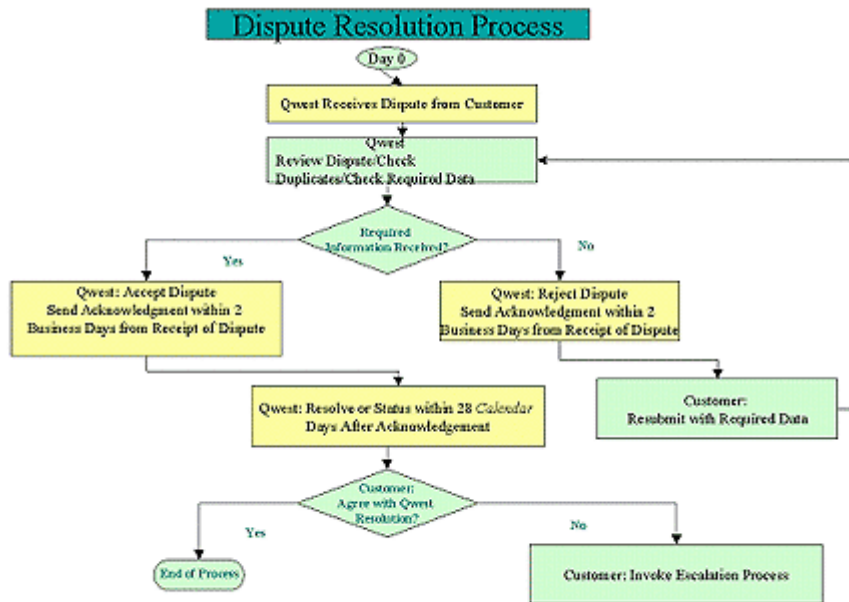 Dispute Resolution Process
Day 0
Qwest Receives Dispute from Customer
Qwest
Review Dispute/Check
Duplicates/Check Required Data
Required
Information Received?
Yes
No
Qwest: Accept Dispute
Send Acknowledgment within 2
Business Days from Receipt of Dispute
Qwest: Reject Dispute
Send Acknowledgment within 2
Business Days from Receipt of Dispute
Customer:
Resubmit with Required Data
Qwest: Resolve or Status within 28 Calendar
Days After Acknowledgement
Customer:
Agree with Qwest
Resolution?
Yes
No
End of Process
Customer: Invoke Escalation Process